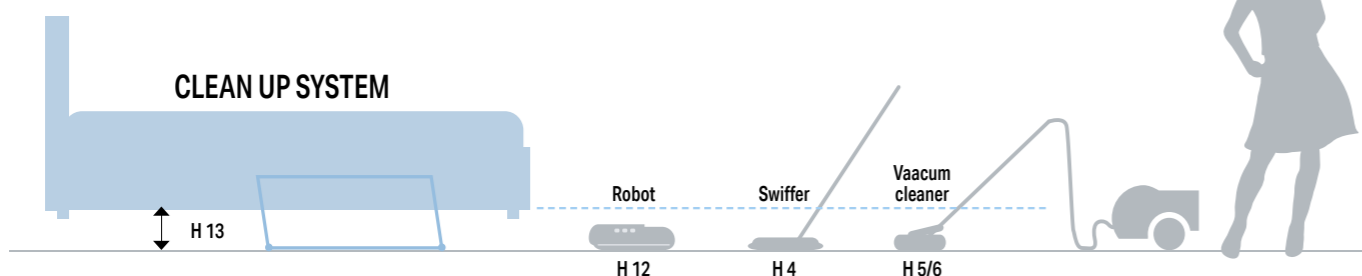 CLEAN UP SYSTEM
H 13
Robot
Swiffer
Vaacum
cleaner
H 12
H 4
H 5/6